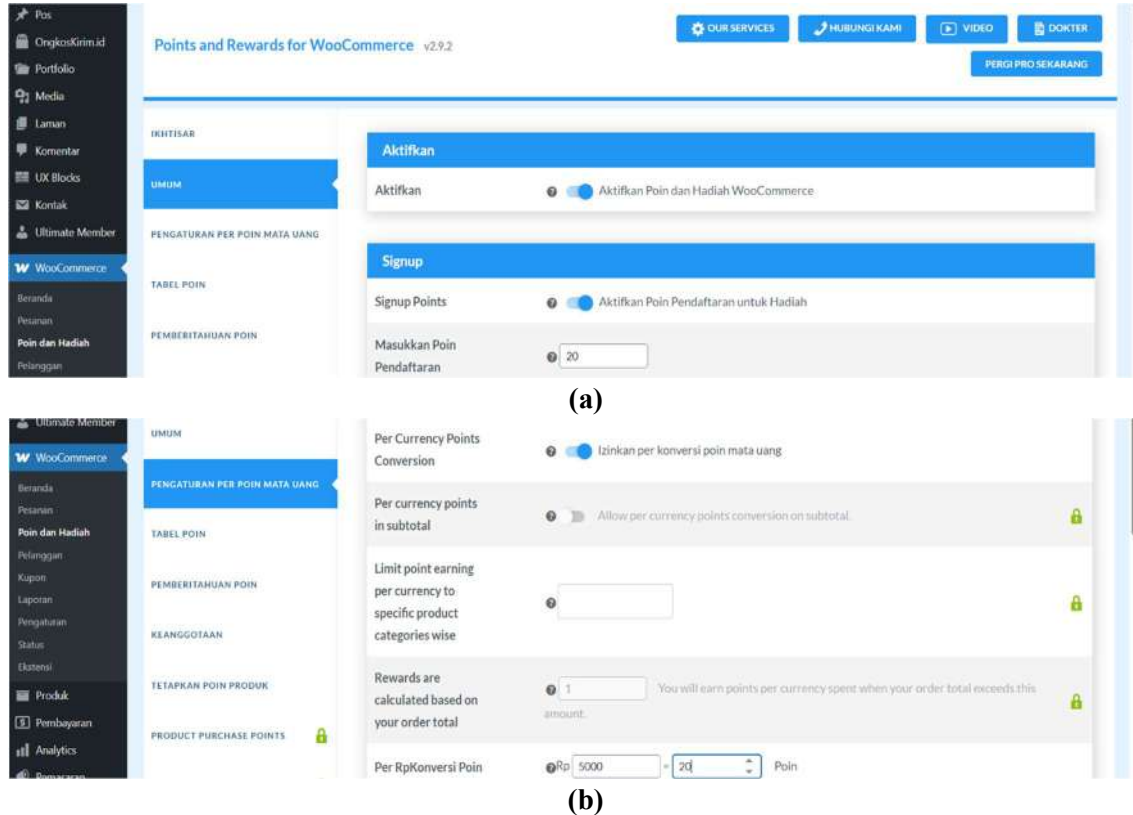 Pos
OngkosKirim.id
Portfolio
Media
Laman
Komentar
UX Blocks
Kontak
Ultimate Member
WooCommerce
Beranda
Pesanan
Poin dan Hadiah
Pelanggan
Points and Rewards for WooCommerce v2.9.2
OUR SERVICES
HUBUNGI KAMI
VIDEO
DOKTER
PERGI PRO SEKARANG
IKHTISAR
UMUM
PENGATURAN PER POIN MATA UANG
TABEL POIN
PEMBERITAHUAN POIN
Aktifkan
Aktifkan Aktifkan Poin dan Hadiah WooCommerce
Signup
Signup Points Aktifkan Poin Pendaftaran untuk Hadiah
Masukkan Poin
Pendaftaran
20
(a)
Ultimate Member
WooCommerce
Beranda
Pesanan
Poin dan Hadiah
Pelanggan
Kupon
Laporan
Pengaturan
Status
Ekstensi
Produk
Pembayaran
Analytics
Pemasaran
UMUM
PENGATURAN PER POIN MATA UANG
TABEL POIN
PEMBERITAHUAN POIN
KEANGGOTAAN
TETAPKAN POIN PRODUK
PRODUCT PURCHASE POINTS
Per Currency Points
Conversion
Izinkan per konversi poin mata uang
Per currency points
in subtotal
Allow per currency points conversion on subtotal.
Limit point earning
per currency to
specific product
categories wise
Rewards are
calculated based on
your order total
1 You will earn points per currency spent when your order total exceeds this
amount.
Per RpKonversi Poin Rp 5000 = 20 Poin
(b)